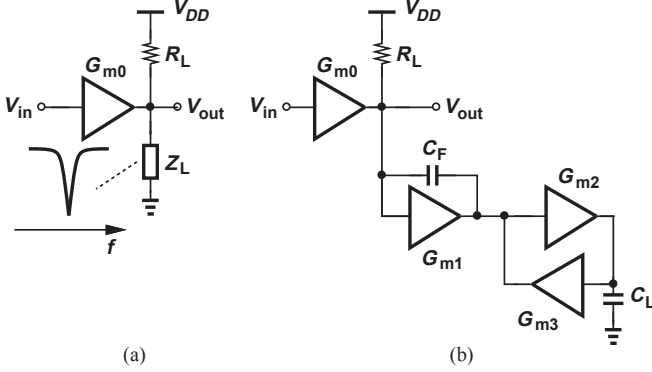 V_DD
R_L
G_m0
V_in
V_out
Z_L
f
(a)
V_DD
R_L
G_m0
V_in
V_out
C_F
G_m1
G_m2
G_m3
C_L
(b)